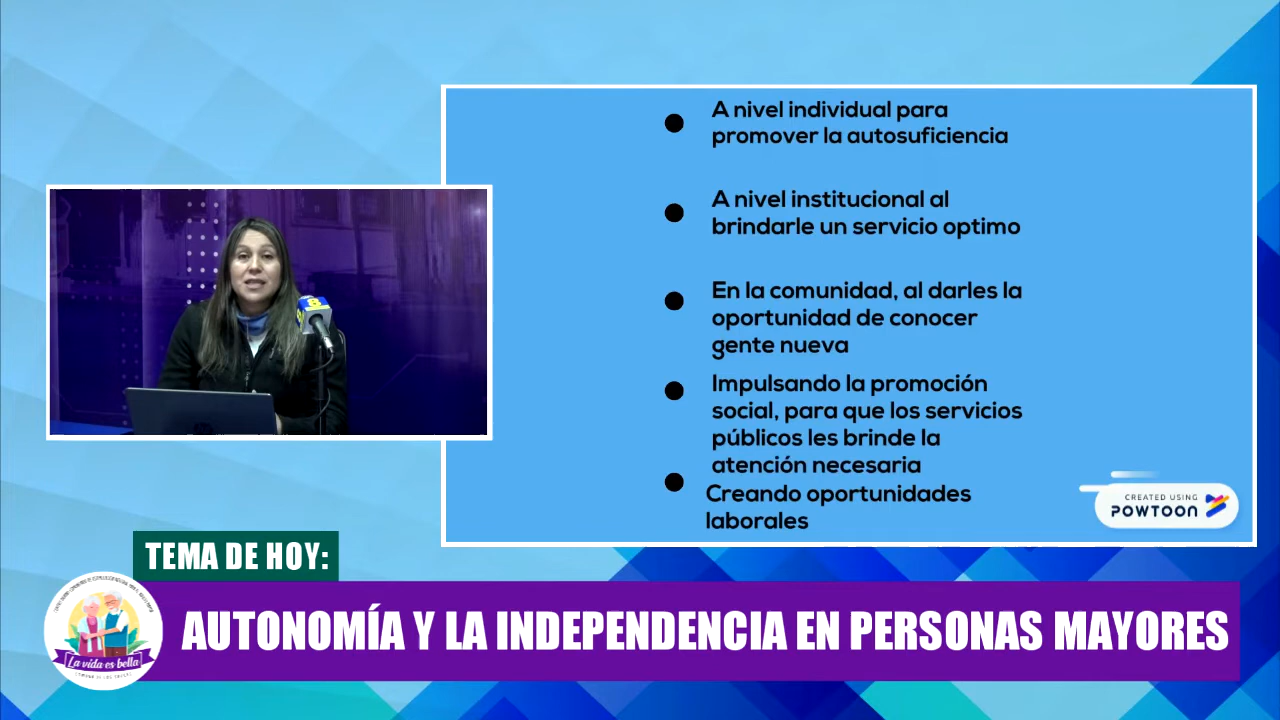 A nivel individual para
promover la autosuficiencia
A nivel institucional al
brindarle un servicio optimo
En la comunidad, al darles la
oportunidad de conocer
gente nueva
Impulsando la promoción
social, para que los servicios
públicos les brinde la
atención necesaria
Creando oportunidades
laborales
CREATED USING
POWTOON
TEMA DE HOY:
AUTONOMÍA Y LA INDEPENDENCIA EN PERSONAS MAYORES
La vida es bella